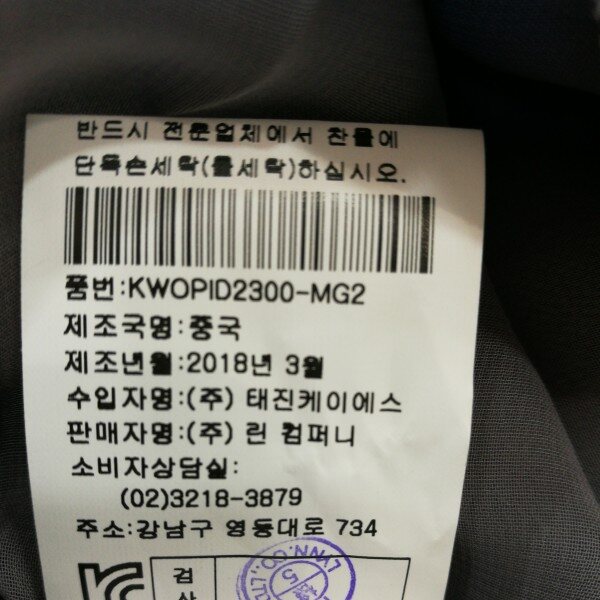 반드시 전문업체에서 찬물에
단독손세탁(물세탁)하십시오.
품번:KWOPID2300-MG2
제조국명:중국
제조년월:2018년 3월
수입자명:(주) 태진케이에스
판매자명:(주) 린 컴퍼니
소비자상담실:
(02)3218-3879
주소:강남구 영동대로 734
검
LYNN.CO.,LTD
5